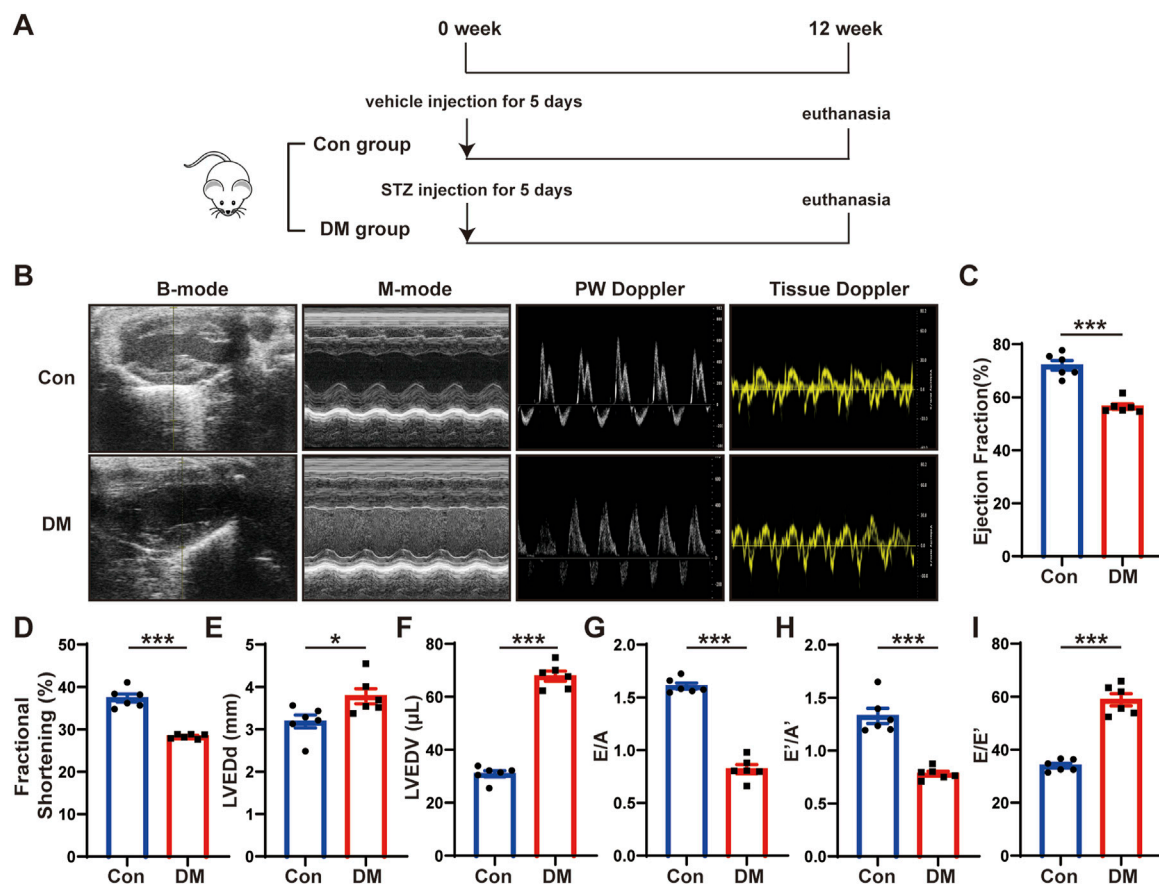 A
0 week 12 week
vehicle injection for 5 days
euthanasia
Con group
STZ injection for 5 days
euthanasia
DM group
B
B-mode M-mode PW Doppler Tissue Doppler
Con
DM
C
***
Ejection Fraction(%)
80
60
40
20
0
Con DM
D
***
Fractional
Shortening (%)
50
40
30
20
10
0
Con DM
E
*
LVEDd (mm)
5
4
3
2
1
0
Con DM
F
***
LVEDV (µL)
80
60
40
20
0
Con DM
G
***
E/A
2.0
1.5
1.0
0.5
0.0
Con DM
H
***
E'/A'
2.0
1.5
1.0
0.5
0.0
Con DM
I
***
E/E'
80
60
40
20
0
Con DM